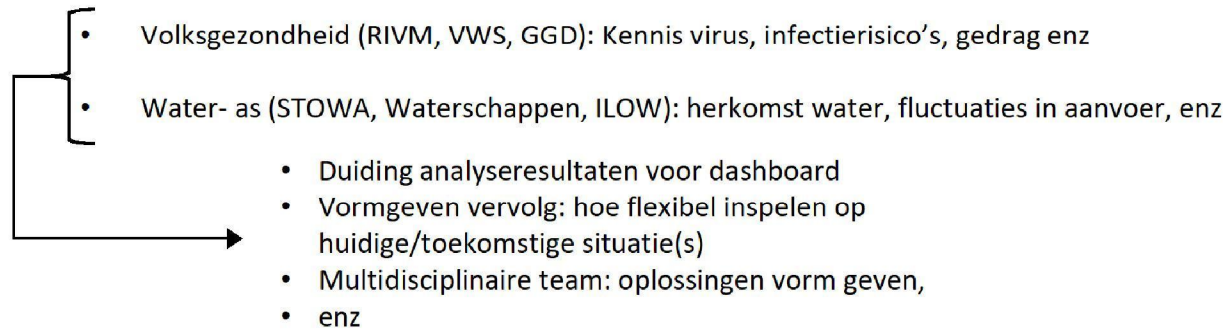 • Volksgezondheid (RIVM, VWS, GGD): Kennis virus, infectierisico’s, gedrag enz
• Water- as (STOWA, Waterschappen, ILOW): herkomst water, fluctuaties in aanvoer, enz
• Duiding analyseresultaten voor dashboard
• Vormgeven vervolg: hoe flexibel inspelen op
huidige/toekomstige situatie(s)
• Multidisciplinaire team: oplossingen vorm geven,
• enz